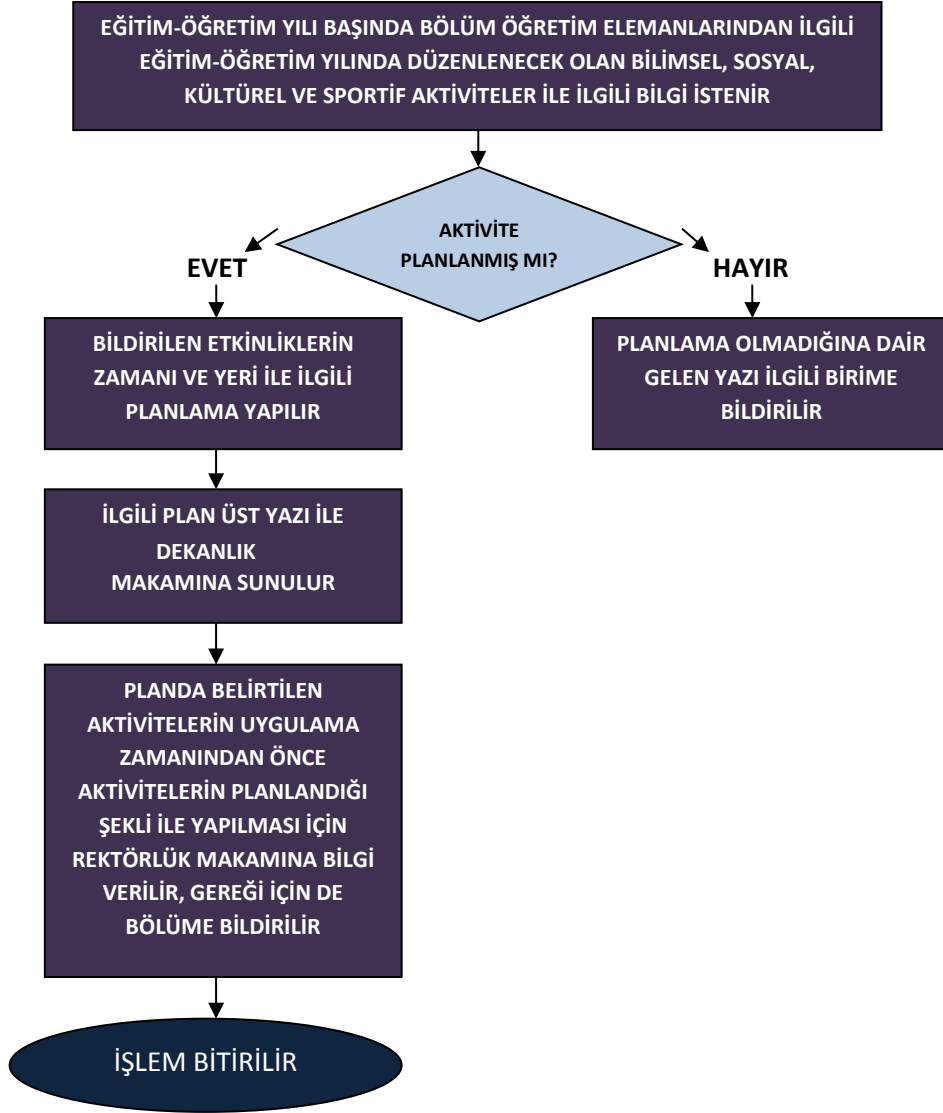 EĞİTİM-ÖĞRETİM YILI BAŞINDA BÖLÜM ÖĞRETİM ELEMANLARINDAN İLGİLİ
EĞİTİM-ÖĞRETİM YILINDA DÜZENLENECEK OLAN BİLİMSEL, SOSYAL,
KÜLTÜREL VE SPORTİF AKTİVİTELER İLE İLGİLİ BİLGİ İSTENİR
AKTİVİTE
PLANLANMIŞ MI?
EVET
HAYIR
BİLDİRİLEN ETKİNLİKLERİN
ZAMANI VE YERİ İLE İLGİLİ
PLANLAMA YAPILIR
PLANLAMA OLMADIĞINA DAİR
GELEN YAZI İLGİLİ BİRİME
BİLDİRİLİR
İLGİLİ PLAN ÜST YAZI İLE
DEKANLIK
MAKAMINA SUNULUR
PLANDA BELİRTİLEN
AKTİVİTELERİN UYGULAMA
ZAMANINDAN ÖNCE
AKTİVİTELERİN PLANLANDIĞI
ŞEKLİ İLE YAPILMASI İÇİN
REKTÖRLÜK MAKAMINA BİLGİ
VERİLİR, GEREĞİ İÇİN DE
BÖLÜME BİLDİRİLİR
İŞLEM BİTİRİLİR